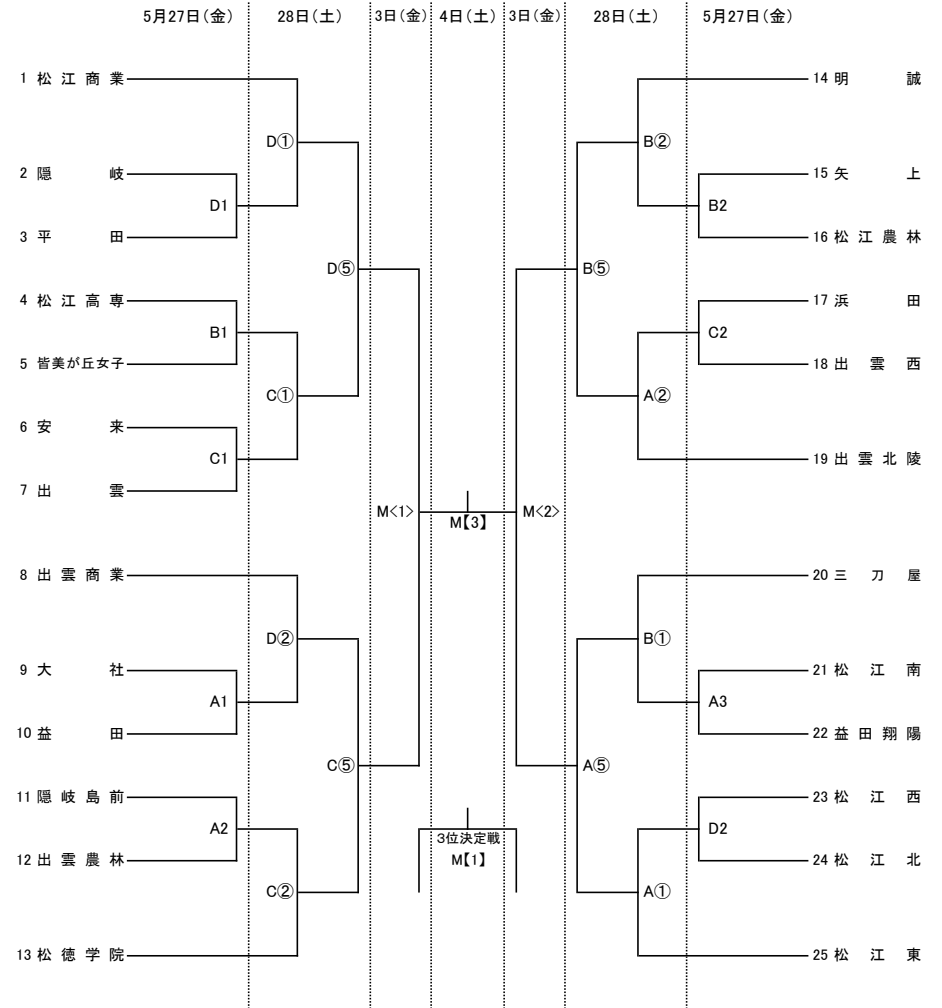 5月27日(金) 28日(土) 3日(金) 4日(土) 3日(金) 28日(土) 5月27日(金)
1 松江商業
14 明誠
D① B②
2 隠岐
15 矢上
D1 B2
3 平田
16 松江農林
D⑤ B⑤
4 松江高専
17 浜田
B1 C2
5 皆美が丘女子
18 出雲西
C① A②
6 安来
C1
19 出雲北陵
7 出雲
M<1> M【3】 M<2>
8 出雲商業
20 三刀屋
D② B①
9 大社
21 松江南
A1 A3
10 益田
22 益田翔陽
C⑤ A⑤
11 隠岐島前
23 松江西
A2 D2
3位決定戦
M【1】
12 出雲農林
24 松江北
C② A①
13 松徳学院
25 松江東